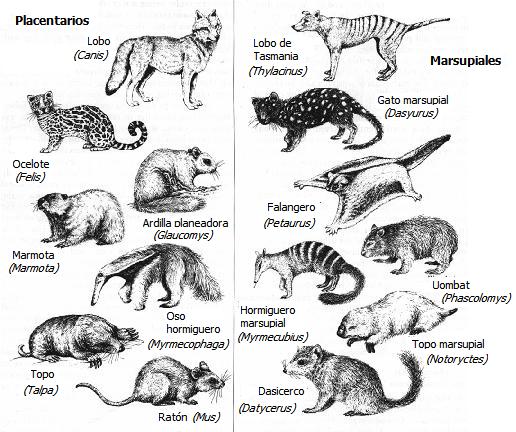 Placentarios
Lobo
(Canis)
Ocelote
(Felis)
Ardilla planeadora
(Glaucomys)
Marmota
(Marmota)
Oso
hormiguero
(Myrmecophaga)
Topo
(Talpa)
Ratón (Mus)
Marsupiales
Lobo de
Tasmania
(Thylacinus)
Gato marsupial
(Dasyurus)
Falangero
(Petaurus)
Uombat
(Phascolomys)
Hormiguero
marsupial
(Myrmecubius)
Topo marsupial
(Notoryctes)
Dasicerco
(Datycerus)